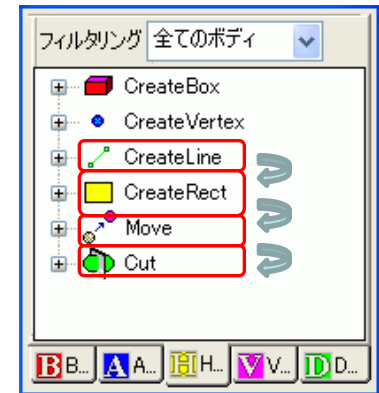 フィルタリング 全てのボディ
CreateBox
CreateVertex
CreateLine
CreateRect
Move
Cut
B B... A A... H H... V V... D D...